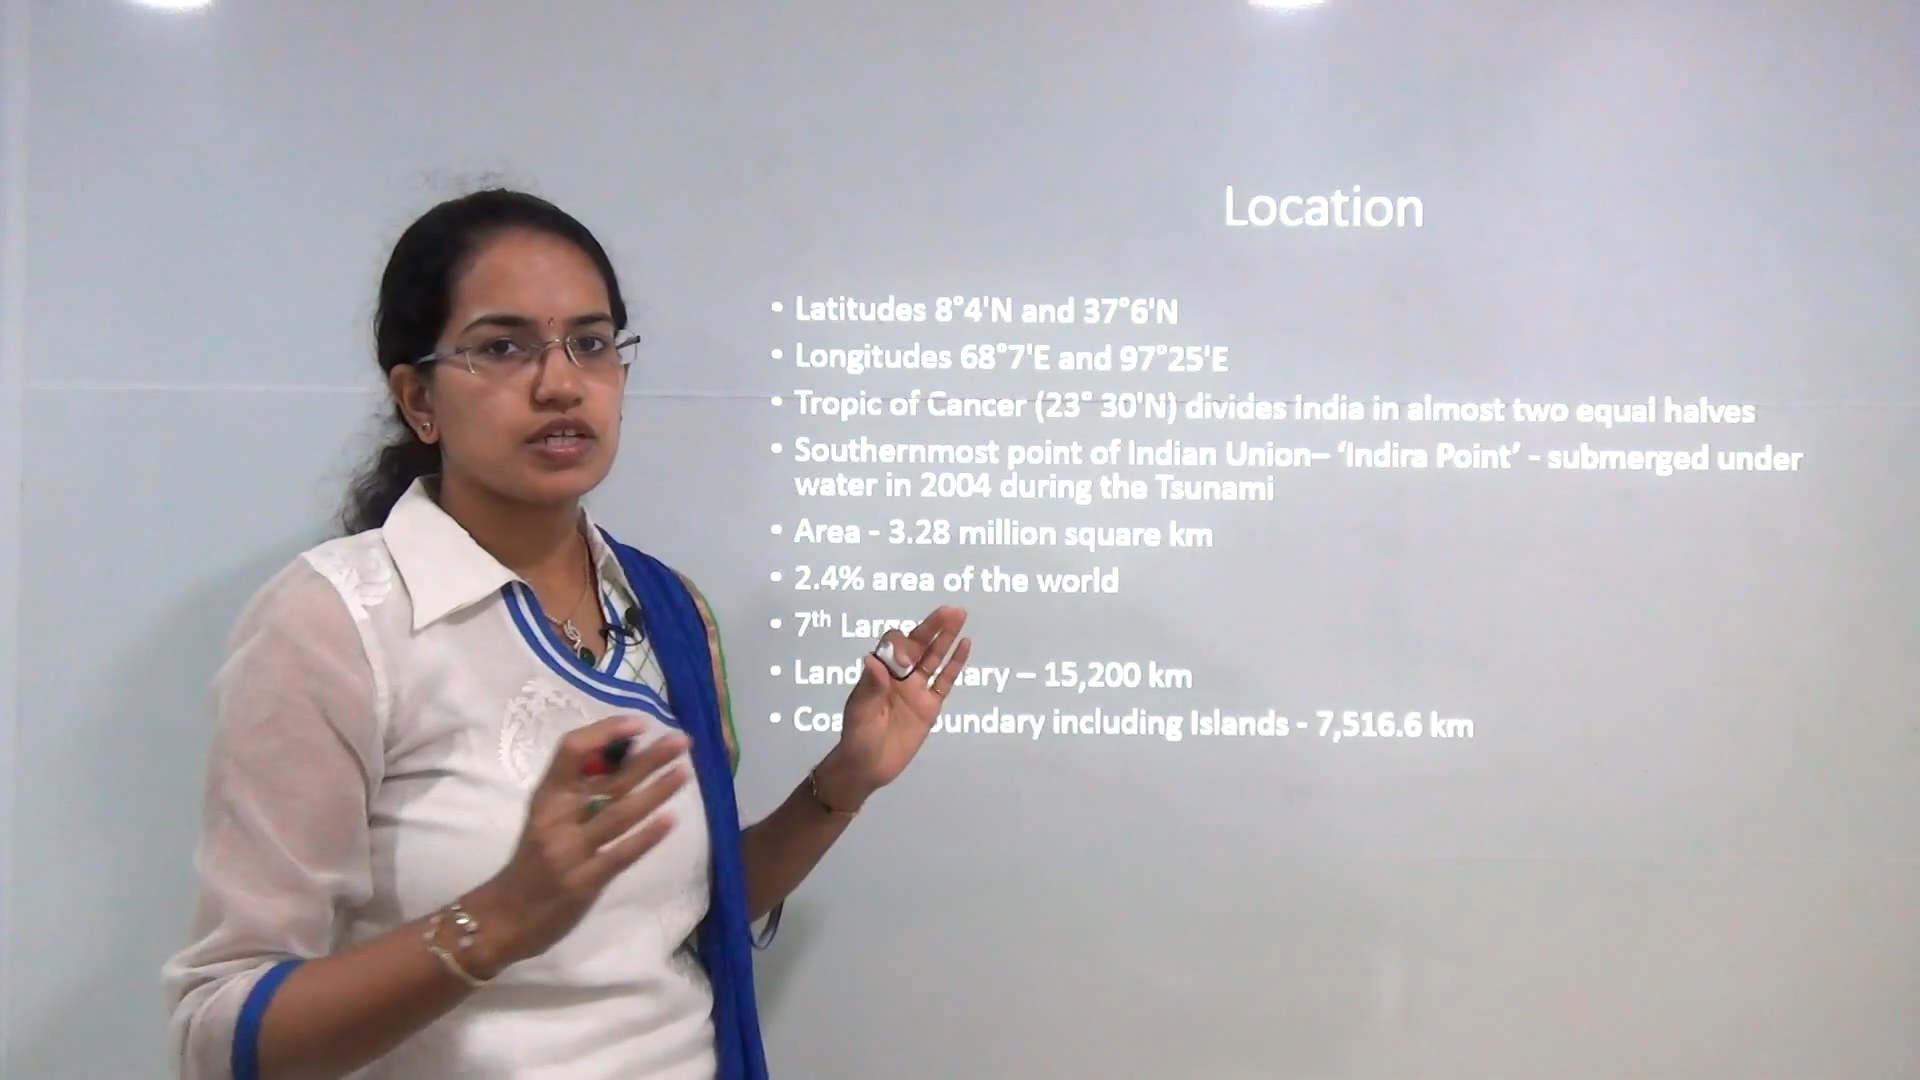 Location
• Latitudes 8°4'N and 37°6'N
• Longitudes 68°7'E and 97°25'E
• Tropic of Cancer (23° 30'N) divides India in almost two equal halves
• Southernmost point of Indian Union– ‘Indira Point’ - submerged under
water in 2004 during the Tsunami
• Area - 3.28 million square km
• 2.4% area of the world
• 7th
• Land – 15,200 km
• including Islands - 7,516.6 km